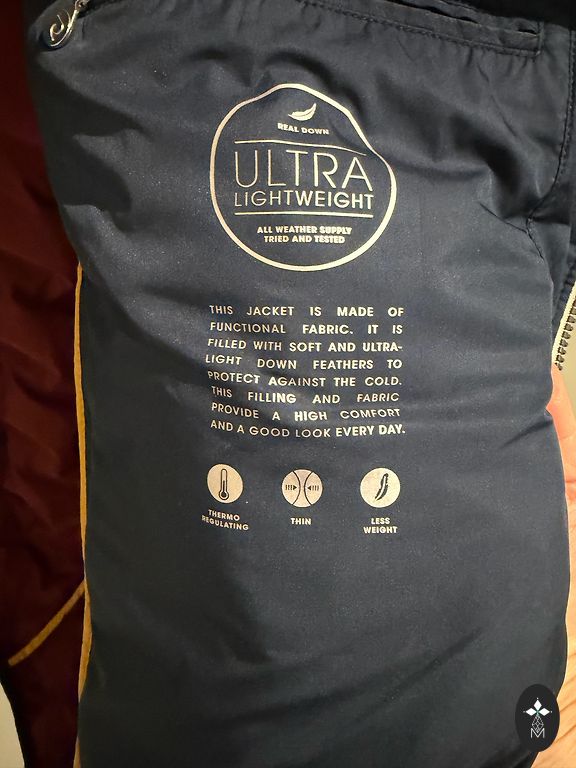 REAL DOWN
ULTRA
LIGHTWEIGHT
ALL WEATHER SUPPLY
TRIED AND TESTED
THIS JACKET IS MADE OF
FUNCTIONAL FABRIC. IT IS
FILLED WITH SOFT AND ULTRA-
LIGHT DOWN FEATHERS TO
PROTECT AGAINST THE COLD.
THIS FILLING AND FABRIC
PROVIDE A HIGH COMFORT
AND A GOOD LOOK EVERY DAY.
THERMO
REGULATING
THIN
LESS
WEIGHT
M